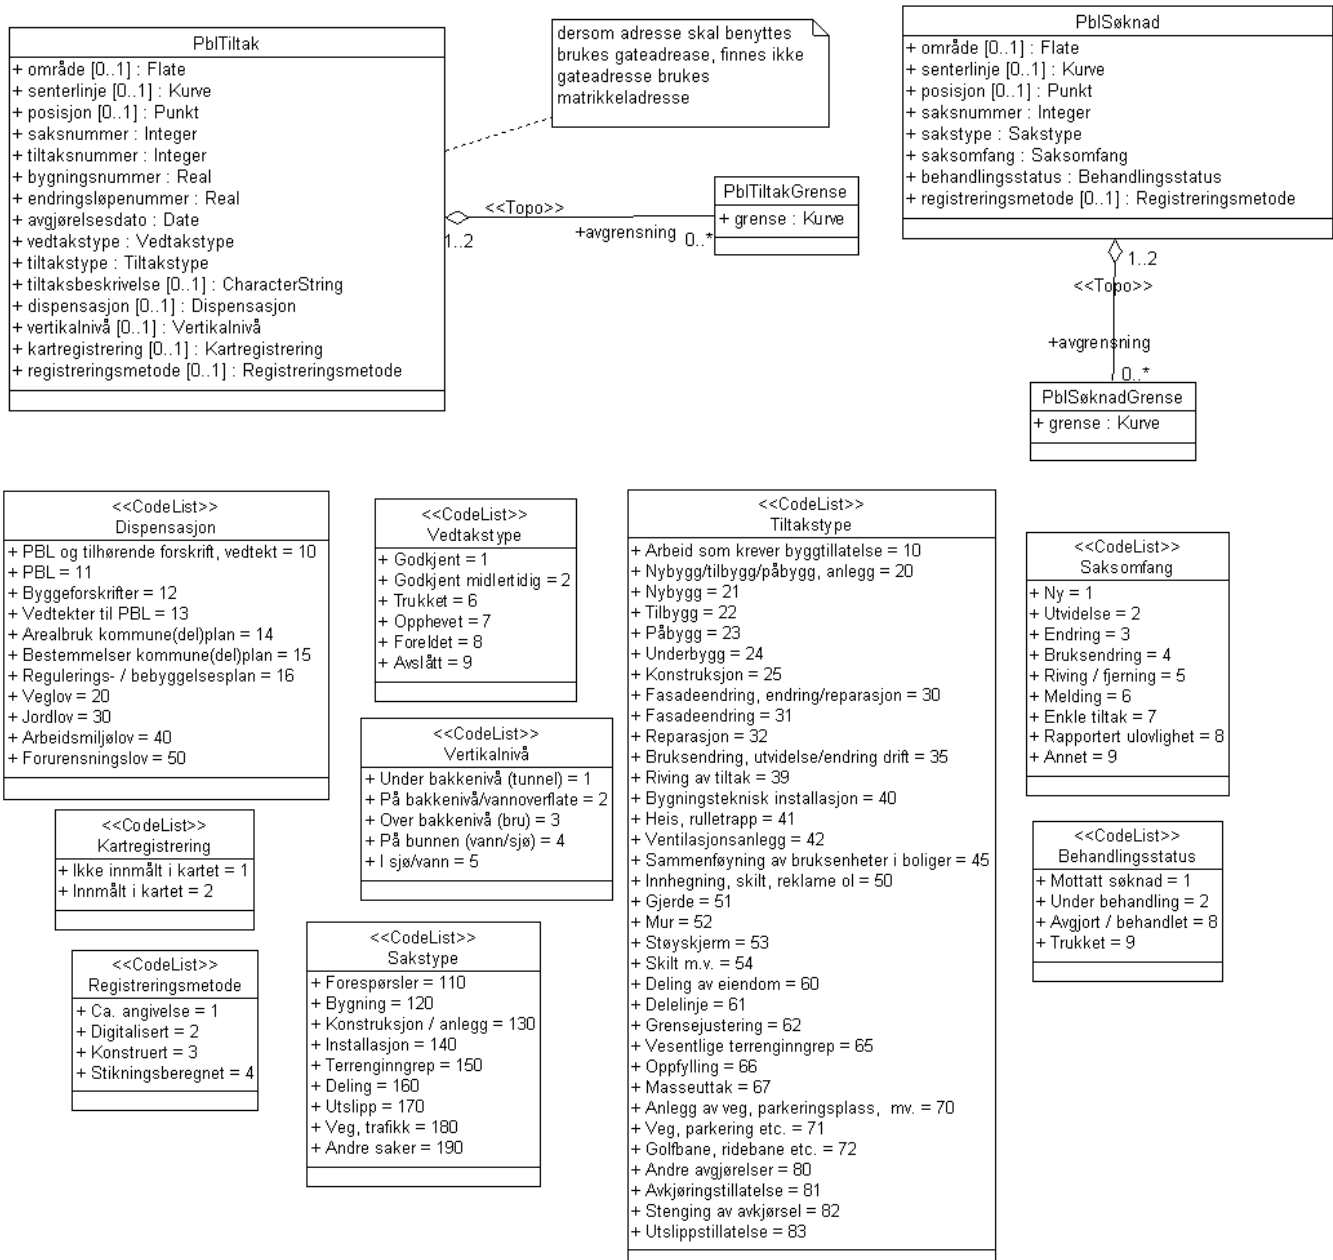 PblTiltak
+ område [0..1] : Flate
+ senterlinje [0..1] : Kurve
+ posisjon [0..1] : Punkt
+ saksnummer : Integer
+ tiltaksnummer : Integer
+ bygningsnummer : Real
+ endringsløpenummer : Real
+ avgjørelsesdato : Date
+ vedtakstype : Vedtakstype
+ tiltakstype : Tiltakstype
+ tiltaksbeskrivelse [0..1] : CharacterString
+ dispensasjon [0..1] : Dispensasjon
+ vertikalnivå [0..1] : Vertikalnivå
+ kartregistrering [0..1] : Kartregistrering
+ registreringsmetode [0..1] : Registreringsmetode
dersom adresse skal benyttes
brukes gateadrease, finnes ikke
gateadresse brukes
matrikkeladresse
<<Topo>>
1..2
+avgrensning
0..*
PblTiltakGrense
+ grense : Kurve
PblSøknad
+ område [0..1] : Flate
+ senterlinje [0..1] : Kurve
+ posisjon [0..1] : Punkt
+ saksnummer : Integer
+ sakstype : Sakstype
+ saksomfang : Saksomfang
+ behandlingsstatus : Behandlingsstatus
+ registreringsmetode [0..1] : Registreringsmetode
1..2
<<Topo>>
+avgrensning
0..*
PblSøknadGrense
+ grense : Kurve
<<CodeList>>
Dispensasjon
+ PBL og tilhørende forskrift, vedtekt = 10
+ PBL = 11
+ Byggeforskrifter = 12
+ Vedtekter til PBL = 13
+ Arealbruk kommune(del)plan = 14
+ Bestemmelser kommune(del)plan = 15
+ Regulerings- / bebyggelsesplan = 16
+ Veglov = 20
+ Jordlov = 30
+ Arbeidsmiljølov = 40
+ Forurensningslov = 50
<<CodeList>>
Kartregistrering
+ Ikke innmålt i kartet = 1
+ Innmålt i kartet = 2
<<CodeList>>
Registreringsmetode
+ Ca. angivelse = 1
+ Digitalisert = 2
+ Konstruert = 3
+ Stikningsberegnet = 4
<<CodeList>>
Vedtakstype
+ Godkjent = 1
+ Godkjent midlertidig = 2
+ Trukket = 6
+ Opphevet = 7
+ Foreldet = 8
+ Avslått = 9
<<CodeList>>
Vertikalnivå
+ Under bakkenivå (tunnel) = 1
+ På bakkenivå/vannoverflate = 2
+ Over bakkenivå (bru) = 3
+ På bunnen (vann/sjø) = 4
+ I sjø/vann = 5
<<CodeList>>
Sakstype
+ Forespørsler = 110
+ Bygning = 120
+ Konstruksjon / anlegg = 130
+ Installasjon = 140
+ Terrenginngrep = 150
+ Deling = 160
+ Utslipp = 170
+ Veg, trafikk = 180
+ Andre saker = 190
<<CodeList>>
Tiltakstype
+ Arbeid som krever byggtillatelse = 10
+ Nybygg/tilbygg/påbygg, anlegg = 20
+ Nybygg = 21
+ Tilbygg = 22
+ Påbygg = 23
+ Underbygg = 24
+ Konstruksjon = 25
+ Fasadeendring, endring/reparasjon = 30
+ Fasadeendring = 31
+ Reparasjon = 32
+ Bruksendring, utvidelse/endring drift = 35
+ Riving av tiltak = 39
+ Bygningsteknisk installasjon = 40
+ Heis, rulletrapp = 41
+ Ventilasjonsanlegg = 42
+ Sammenføyning av bruksenheter i boliger = 45
+ Innhegning, skilt, reklame ol = 50
+ Gjerde = 51
+ Mur = 52
+ Støyskjerm = 53
+ Skilt m.v. = 54
+ Deling av eiendom = 60
+ Delelinje = 61
+ Grensejustering = 62
+ Vesentlige terrenginngrep = 65
+ Oppfylling = 66
+ Masseuttak = 67
+ Anlegg av veg, parkeringsplass,  mv. = 70
+ Veg, parkering etc. = 71
+ Golfbane, ridebane etc. = 72
+ Andre avgjørelser = 80
+ Avkjøringstillatelse = 81
+ Stenging av avkjørsel = 82
+ Utslippstillatelse = 83
<<CodeList>>
Saksomfang
+ Ny = 1
+ Utvidelse = 2
+ Endring = 3
+ Bruksendring = 4
+ Riving / fjerning = 5
+ Melding = 6
+ Enkle tiltak = 7
+ Rapportert ulovlighet = 8
+ Annet = 9
<<CodeList>>
Behandlingsstatus
+ Mottatt søknad = 1
+ Under behandling = 2
+ Avgjort / behandlet = 8
+ Trukket = 9